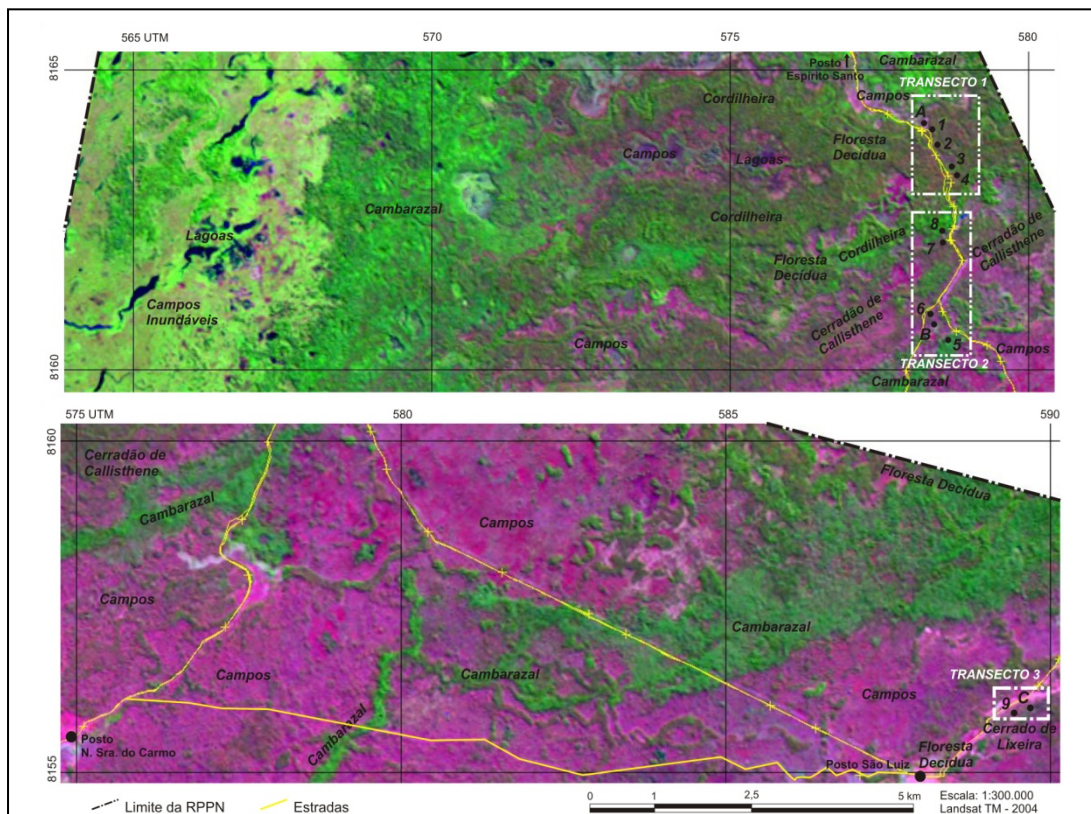 565 UTM 570 575 580
8165
Posto
Espírito Santo
Cambarazal
TRANSECTO 1
Campos
Cordilheira
A
1
2
Floresta
Decídua
3
4
Campos
Lagoas
Cambarazal
Cordilheira
8
7
Cordilheira
Cerradão de
Callisthene
Lagoas
Floresta
Decídua
Campos
Inundáveis
Cerradão de
Callisthene
6
B
5
Campos
Campos
TRANSECTO 2
8160
Cambarazal
575 UTM 580 585 590
8160
Cerradão de
Callisthene
Cambarazal
Floresta Decídua
Campos
Campos
Cambarazal
Campos
Cambarazal
Cambarazal
TRANSECTO 3
Campos
9
C
Cerrado de
Lixeira
Posto
N. Sra. do Carmo
Posto São Luiz
Floresta
Decídua
8155
Limite da RPPN
Estradas
0 1 2,5 5 km
Escala: 1:300.000
Landsat TM - 2004